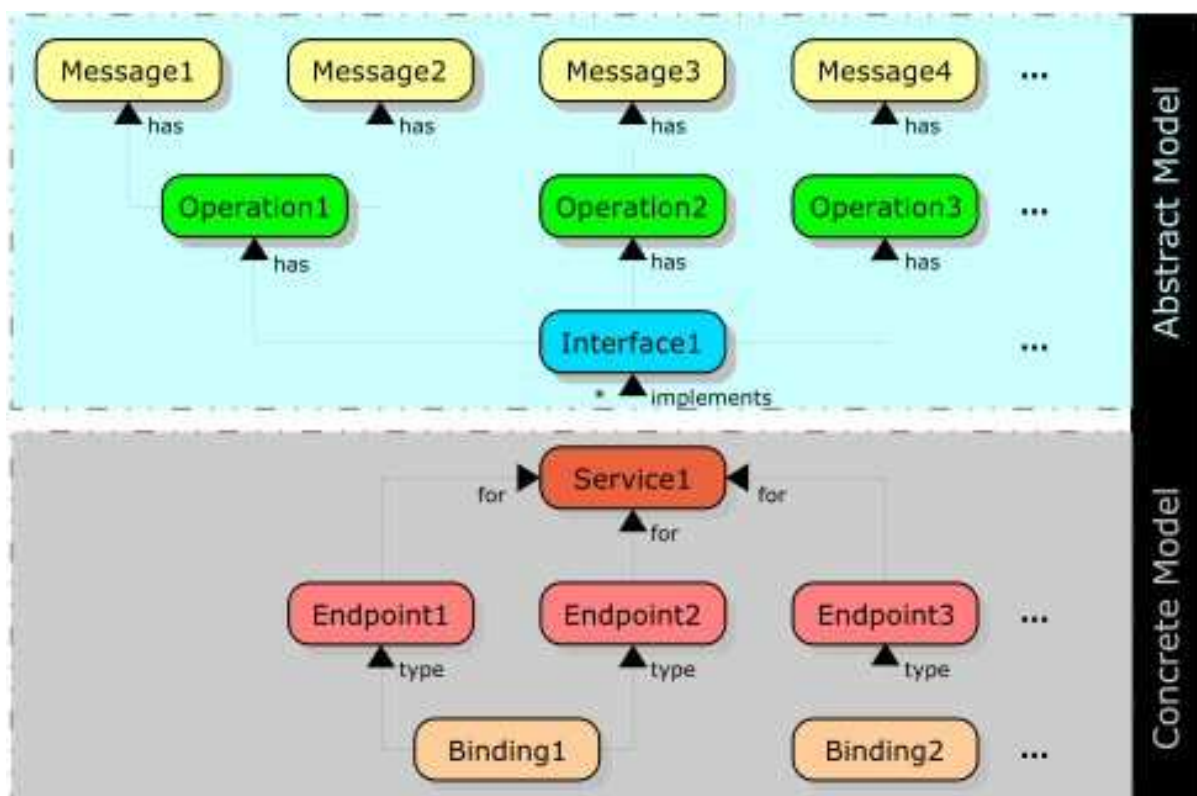 Message1 Message2 Message3 Message4 ...
has has has has
Operation1 Operation2 Operation3 ...
has has has
Interface1 ...
* implements
Abstract Model
Service1
for for
for
Endpoint1 Endpoint2 Endpoint3 ...
type type type
Binding1 Binding2 ...
Concrete Model